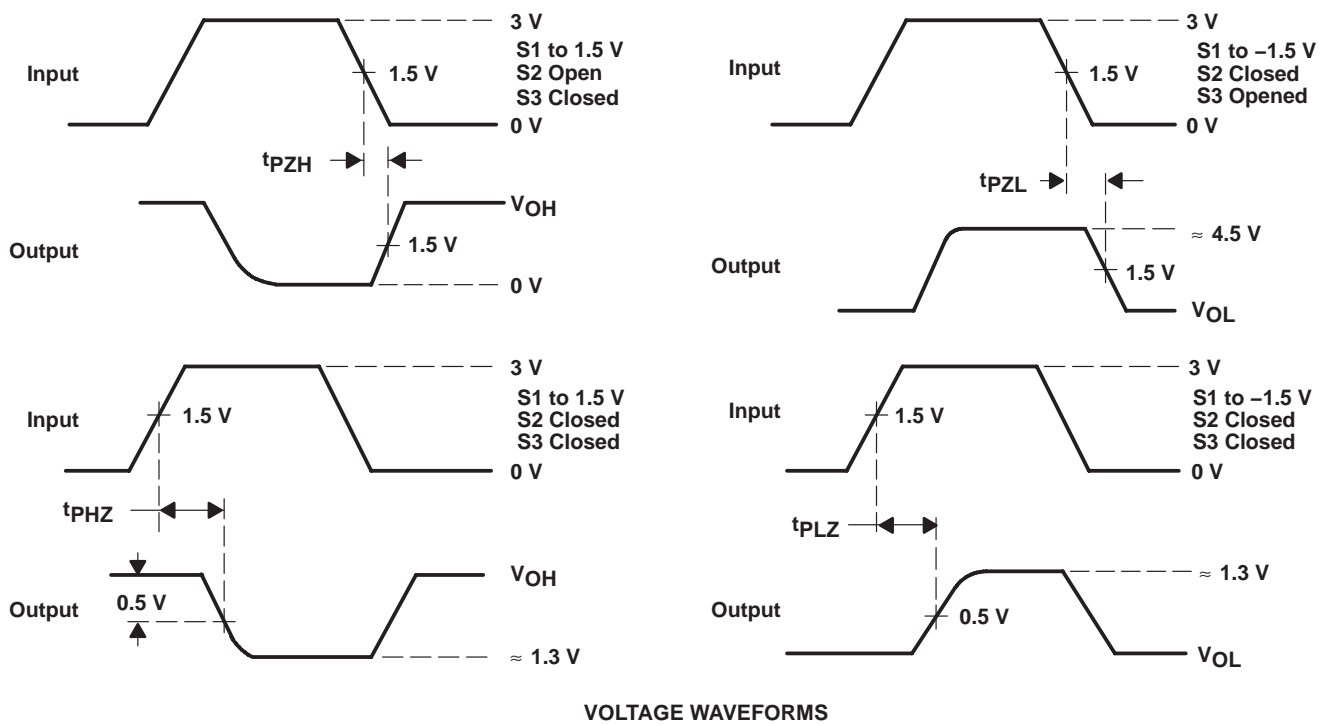 3 V
S1 to 1.5 V
S2 Open
S3 Closed
Input
1.5 V
0 V
tPZH
VOH
Output
1.5 V
0 V
3 V
S1 to −1.5 V
S2 Closed
S3 Opened
Input
1.5 V
0 V
tPZL
≈ 4.5 V
Output
1.5 V
VOL
3 V
S1 to 1.5 V
S2 Closed
S3 Closed
Input
1.5 V
0 V
tPHZ
VOH
0.5 V
Output
≈ 1.3 V
3 V
S1 to −1.5 V
S2 Closed
S3 Closed
Input
1.5 V
0 V
tPLZ
≈ 1.3 V
Output
0.5 V
VOL
VOLTAGE WAVEFORMS